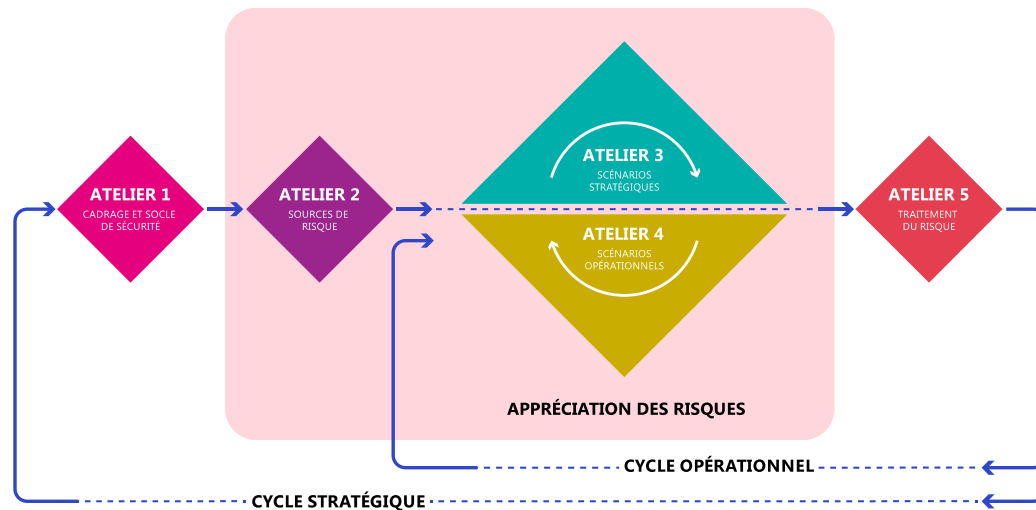 ATELIER 1
CADRAGE ET SOCLE
DE SÉCURITÉ
ATELIER 2
SOURCES DE
RISQUE
ATELIER 3
SCÉNARIOS
STRATÉGIQUES
ATELIER 4
SCÉNARIOS
OPÉRATIONNELS
ATELIER 5
TRAITEMENT
DU RISQUE
APPRÉCIATION DES RISQUES
CYCLE OPÉRATIONNEL
CYCLE STRATÉGIQUE